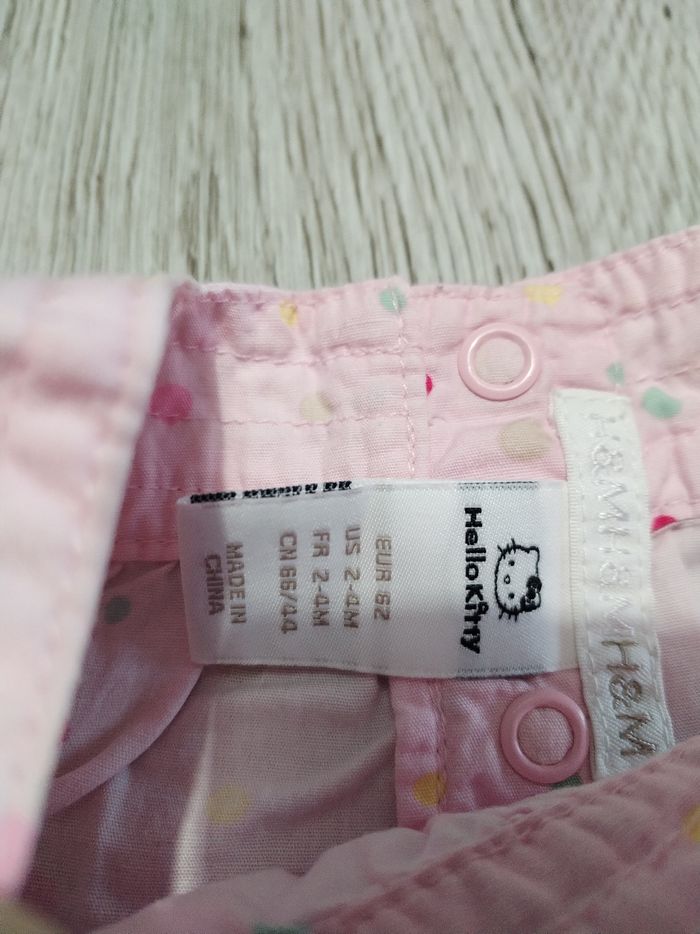 Hello Kitty
EUR 62
US 2-4M
FR 2-4M
CN 66/44
MADE IN
CHINA
H&M H&M H&M